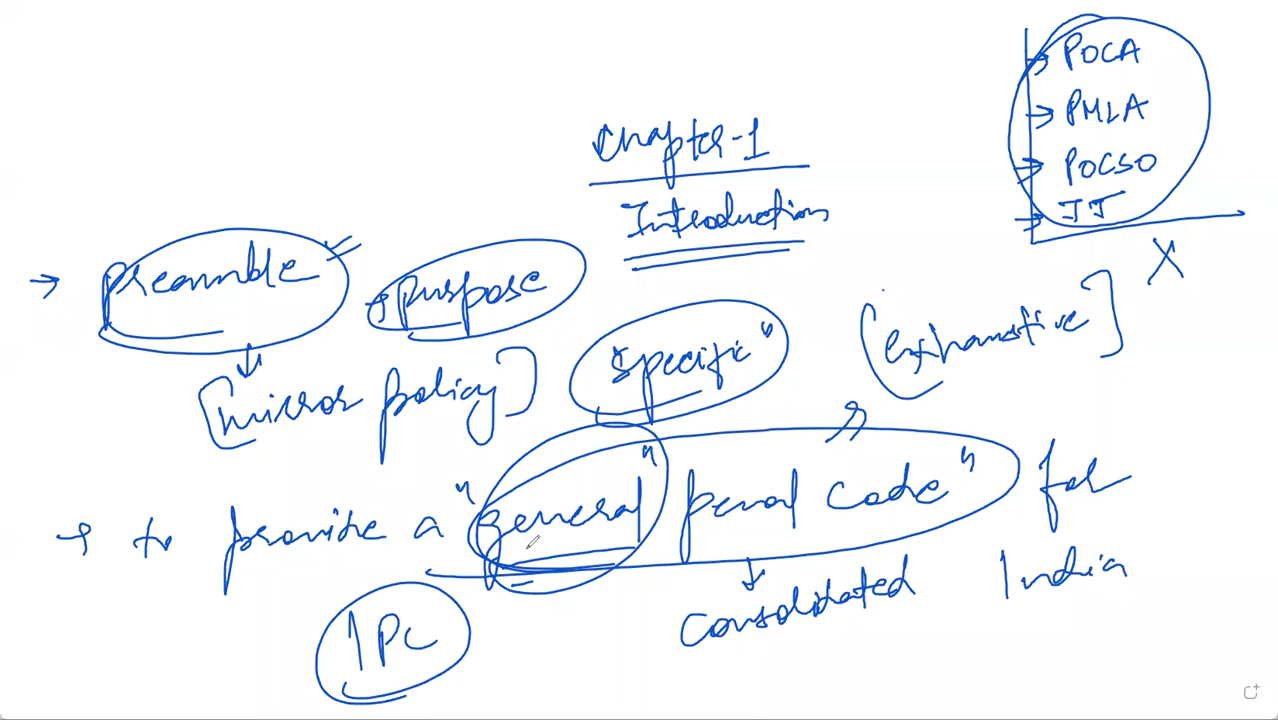 Chapter-1
Introduction
→ POCA
→ PMLA
→ POCSO
→ JJ
X
→ preamble → purpose
[mirror policy]
"specific"
[exhaustive]
→ to provide a "general" penal code" for
India
consolidated
IPC